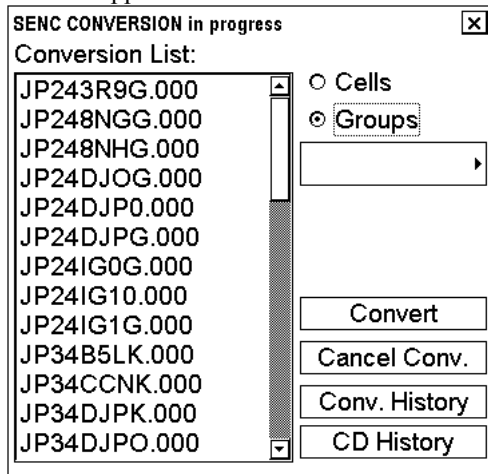 SENC CONVERSION in progress
Conversion List:
JP243R9G.000
JP248NGG.000
JP248NHG.000
JP24DJOG.000
JP24DJP0.000
JP24DJPG.000
JP24IG0G.000
JP24IG10.000
JP24IG1G.000
JP34B5LK.000
JP34CCNK.000
JP34DJPK.000
JP34DJPO.000
Cells
Groups
Convert
Cancel Conv.
Conv. History
CD History